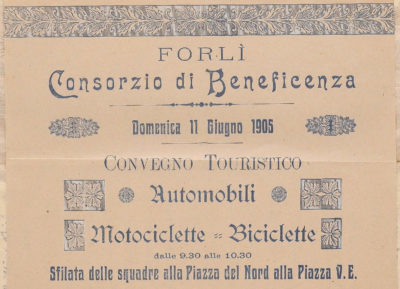 FORLÌ
Consorzio di Beneficenza
Domenica 11 Giugno 1905
CONVEGNO TOURISTICO
Automobili
Motociclette = Biciclette
dalle 9.30 alle 10.30
Sfilata delle squadre alla Piazza del Nord alla Piazza V. E.